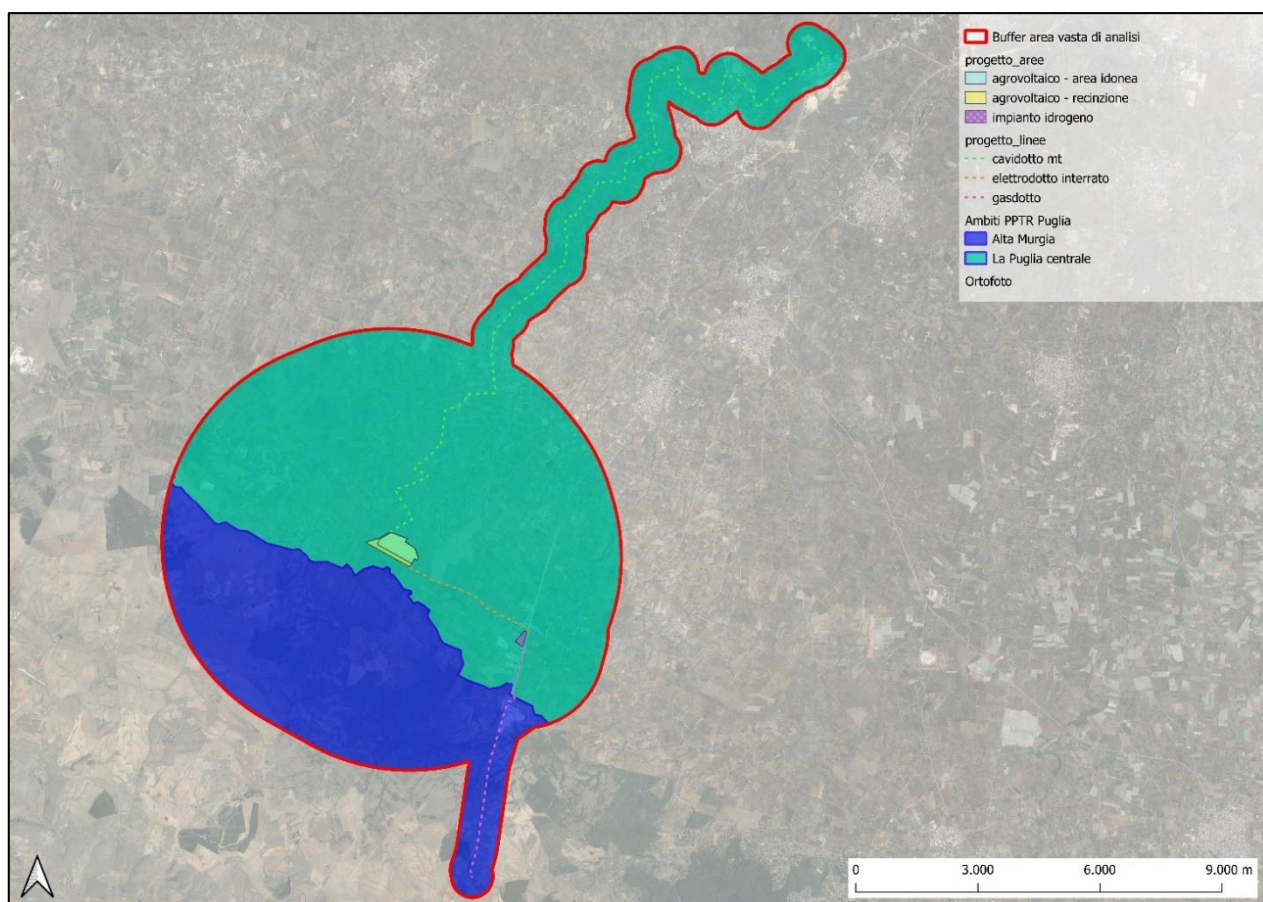 Buffer area vasta di analisi
progetto_aree
agrovoltaico - area idonea
agrovoltaico - recinzione
impianto idrogeno
progetto_linee
cavidotto mt
elettrodotto interrato
gasdotto
Ambiti PPTR Puglia
Alta Murgia
La Puglia centrale
Ortofoto
0 3.000 6.000 9.000 m